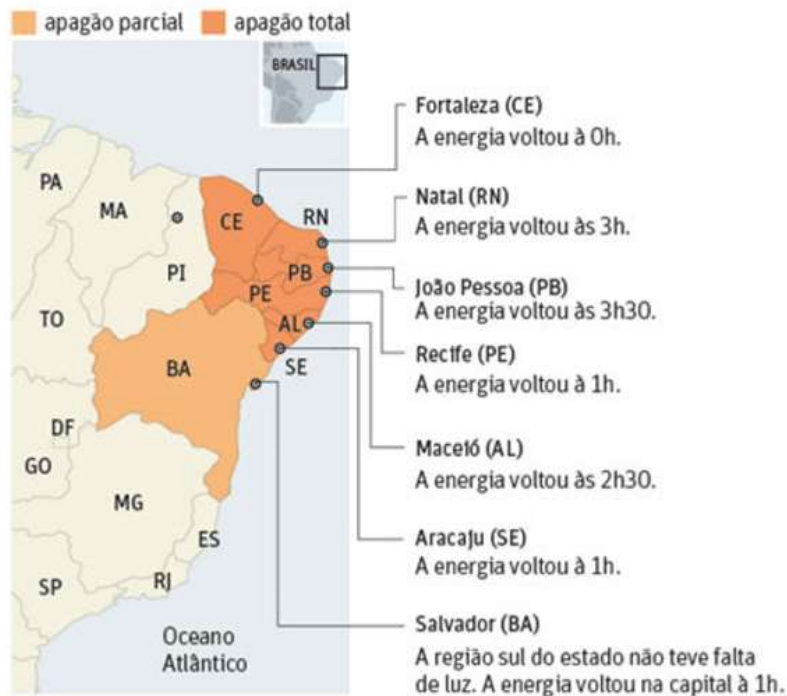 apagão parcial
apagão total
BRASIL
PA
MA
CE
RN
PI
PB
PE
TO
AL
BA
SE
DF
GO
MG
ES
SP
RJ
Oceano
Atlântico
Fortaleza (CE)
A energia voltou à 0h.
Natal (RN)
A energia voltou às 3h.
João Pessoa (PB)
A energia voltou às 3h30.
Recife (PE)
A energia voltou à 1h.
Maceió (AL)
A energia voltou às 2h30.
Aracaju (SE)
A energia voltou à 1h.
Salvador (BA)
A região sul do estado não teve falta
de luz. A energia voltou na capital à 1h.